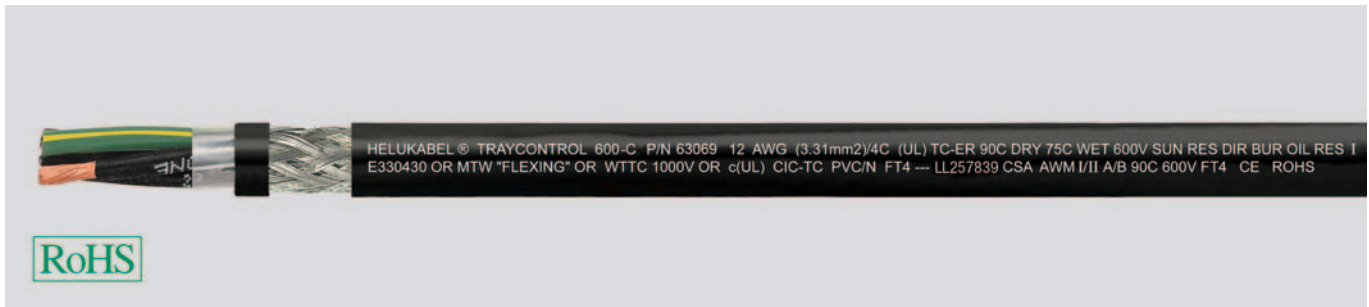 HELUKABEL ® TRAYCONTROL 600-C P/N 63069 12 AWG (3.31mm2)/4C (UL) TC-ER 90C DRY 75C WET 600V SUN RES DIR BUR OIL RES I
E330430 OR MTW "FLEXING" OR WTTC 1000V OR c(UL) CIC-TC PVC/N FT4 --- LL257839 CSA AWM I/II A/B 90C 600V FT4 CE ROHS
RoHS